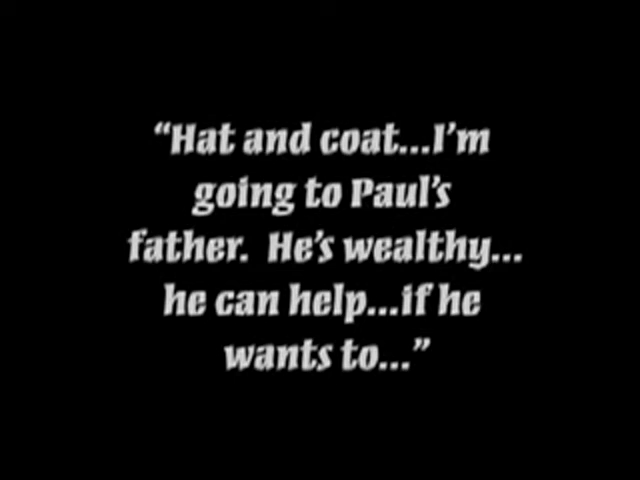 “Hat and coat...I’m
going to Paul’s
father.  He’s wealthy...
he can help...if he
wants to...”